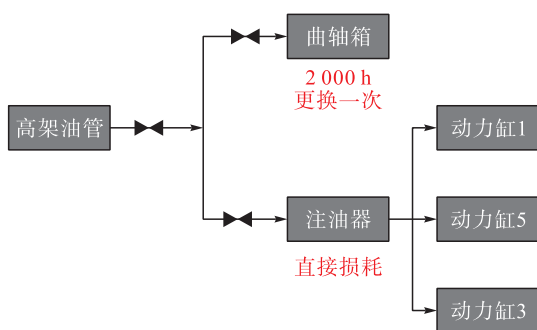 曲轴箱
2 000 h
更换一次
高架油管
动力缸1
注油器
动力缸5
直接损耗
动力缸3